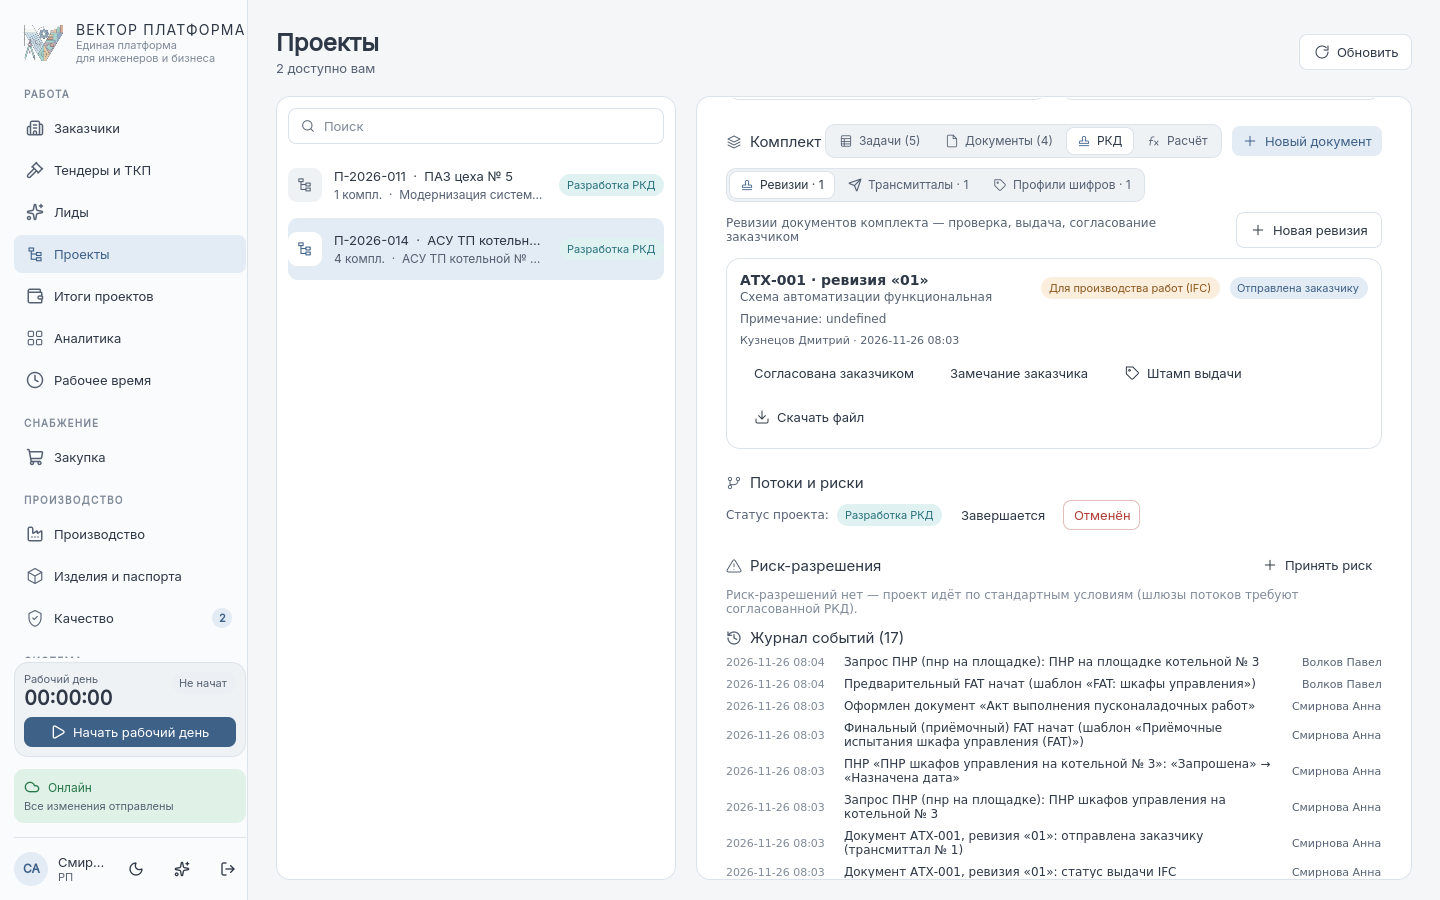 ВЕКТОР ПЛАТФОРМА
Единая платформа
для инженеров и бизнеса
РАБОТА
Заказчики
Тендеры и ТКП
Лиды
Проекты
Итоги проектов
Аналитика
Рабочее время
СНАБЖЕНИЕ
Закупка
ПРОИЗВОДСТВО
Производство
Изделия и паспорта
Качество 2
Рабочий день
Не начат
00:00:00
Начать рабочий день
Онлайн
Все изменения отправлены
СА
Смир...
РП
Проекты
2 доступно вам
Обновить
Поиск
П-2026-011 · ПАЗ цеха № 5
1 компл. · Модернизация систем...
Разработка РКД
П-2026-014 · АСУ ТП котельн...
4 компл. · АСУ ТП котельной № ...
Разработка РКД
Комплект
Задачи (5)
Документы (4)
РКД
fx Расчёт
Новый документ
Ревизии · 1
Трансмитталы · 1
Профили шифров · 1
Ревизии документов комплекта — проверка, выдача, согласование
заказчиком
Новая ревизия
АТХ-001 · ревизия «01»
Схема автоматизации функциональная
Для производства работ (IFC)
Отправлена заказчику
Примечание: undefined
Кузнецов Дмитрий · 2026-11-26 08:03
Согласована заказчиком
Замечание заказчика
Штамп выдачи
Скачать файл
Потоки и риски
Статус проекта: Разработка РКД Завершается Отменён
Риск-разрешения
Принять риск
Риск-разрешений нет — проект идёт по стандартным условиям (шлюзы потоков требуют
согласованной РКД).
Журнал событий (17)
2026-11-26 08:04 Запрос ПНР (пнр на площадке): ПНР на площадке котельной № 3 Волков Павел
2026-11-26 08:04 Предварительный FAT начат (шаблон «FAT: шкафы управления») Волков Павел
2026-11-26 08:03 Оформлен документ «Акт выполнения пусконаладочных работ» Смирнова Анна
2026-11-26 08:03 Финальный (приёмочный) FAT начат (шаблон «Приёмочные
испытания шкафа управления (FAT)») Смирнова Анна
2026-11-26 08:03 ПНР «ПНР шкафов управления на котельной № 3»: «Запрошена» →
«Назначена дата» Смирнова Анна
2026-11-26 08:03 Запрос ПНР (пнр на площадке): ПНР шкафов управления на
котельной № 3 Смирнова Анна
2026-11-26 08:03 Документ АТХ-001, ревизия «01»: отправлена заказчику
(трансмиттал № 1) Смирнова Анна
2026-11-26 08:03 Документ АТХ-001, ревизия «01»: статус выдачи IFC Смирнова Анна